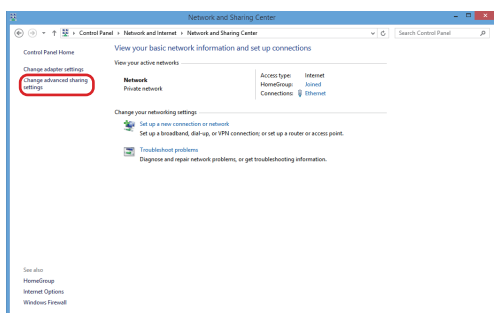 Network and Sharing Center
Control Panel Network and Internet Network and Sharing Center
Search Control Panel
Control Panel Home
Change adapter settings
Change advanced sharing
settings
View your basic network information and set up connections
View your active networks
Network
Private network
Access type: Internet
HomeGroup: Joined
Connections: Ethernet
Change your networking settings
Set up a new connection or network
Set up a broadband, dial-up, or VPN connection; or set up a router or access point.
Troubleshoot problems
Diagnose and repair network problems, or get troubleshooting information.
See also
HomeGroup
Internet Options
Windows Firewall